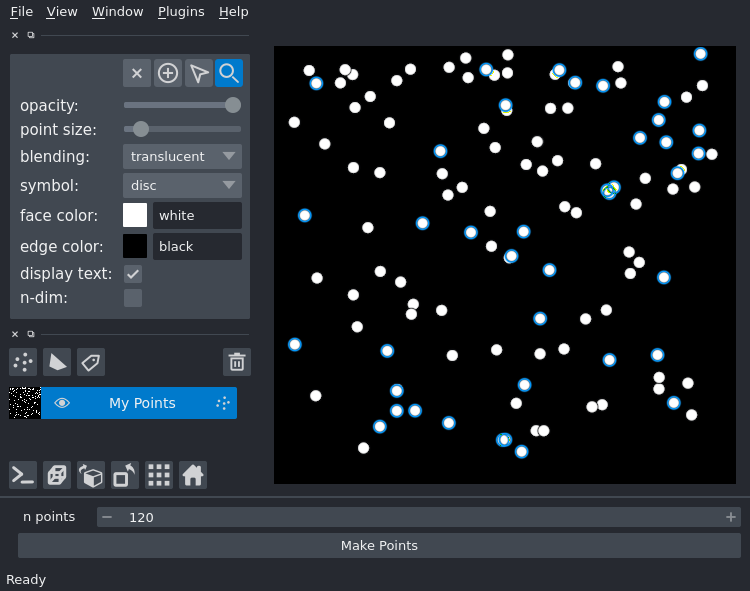 File View Window Plugins Help
opacity:
point size:
blending: translucent
symbol: disc
face color: white
edge color: black
display text:
n-dim:
My Points
n points 120
Make Points
Ready